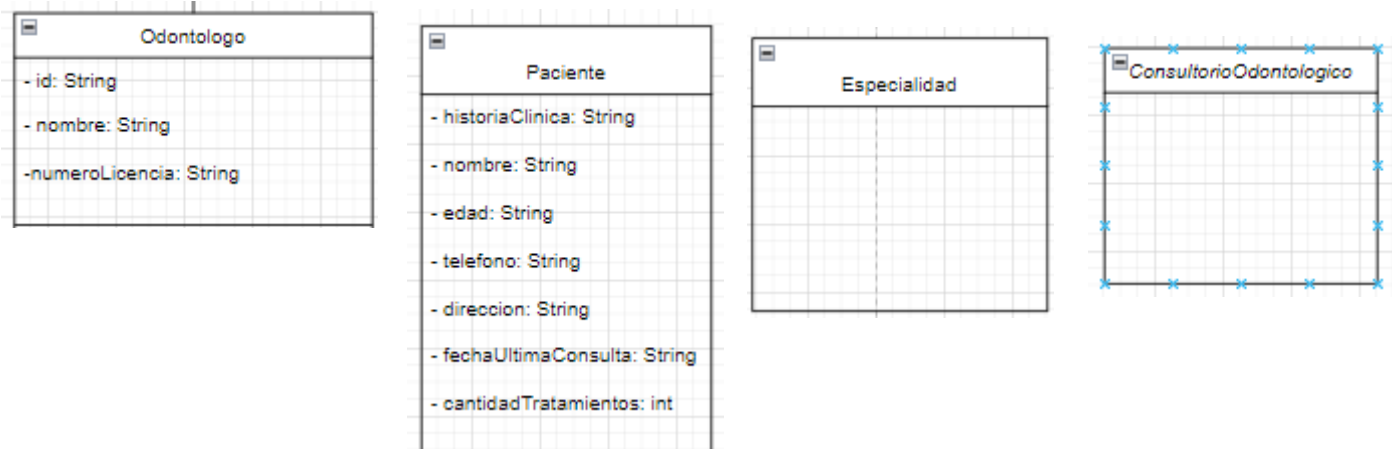 Odontologo
- id: String
- nombre: String
-numeroLicencia: String
Paciente
- historiaClinica: String
- nombre: String
- edad: String
- telefono: String
- direccion: String
- fechaUltimaConsulta: String
- cantidadTratamientos: int
Especialidad
ConsultorioOdontologico